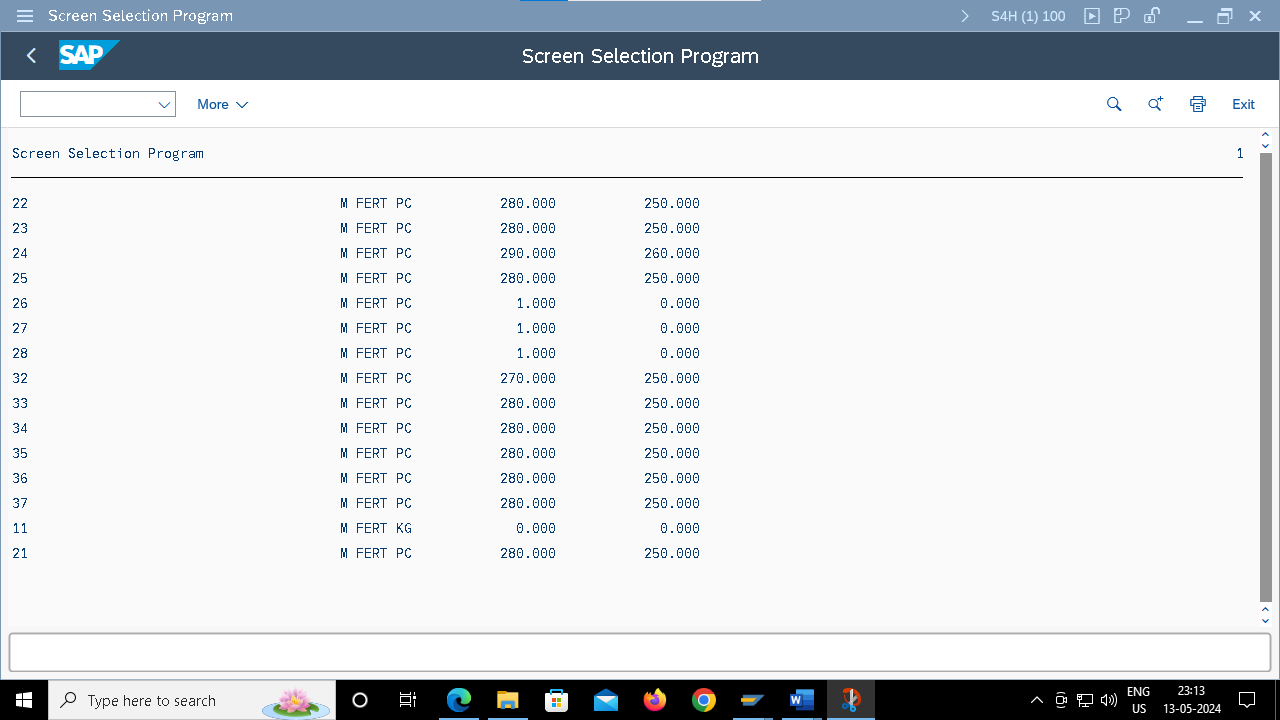 Screen Selection Program
S4H (1) 100
SAP
Screen Selection Program
More
Exit
Screen Selection Program 1
22 M FERT PC 280.000 250.000
23 M FERT PC 280.000 250.000
24 M FERT PC 290.000 260.000
25 M FERT PC 280.000 250.000
26 M FERT PC 1.000 0.000
27 M FERT PC 1.000 0.000
28 M FERT PC 1.000 0.000
32 M FERT PC 270.000 250.000
33 M FERT PC 280.000 250.000
34 M FERT PC 280.000 250.000
35 M FERT PC 280.000 250.000
36 M FERT PC 280.000 250.000
37 M FERT PC 280.000 250.000
11 M FERT KG 0.000 0.000
21 M FERT PC 280.000 250.000
Type here to search
ENG
US
23:13
13-05-2024